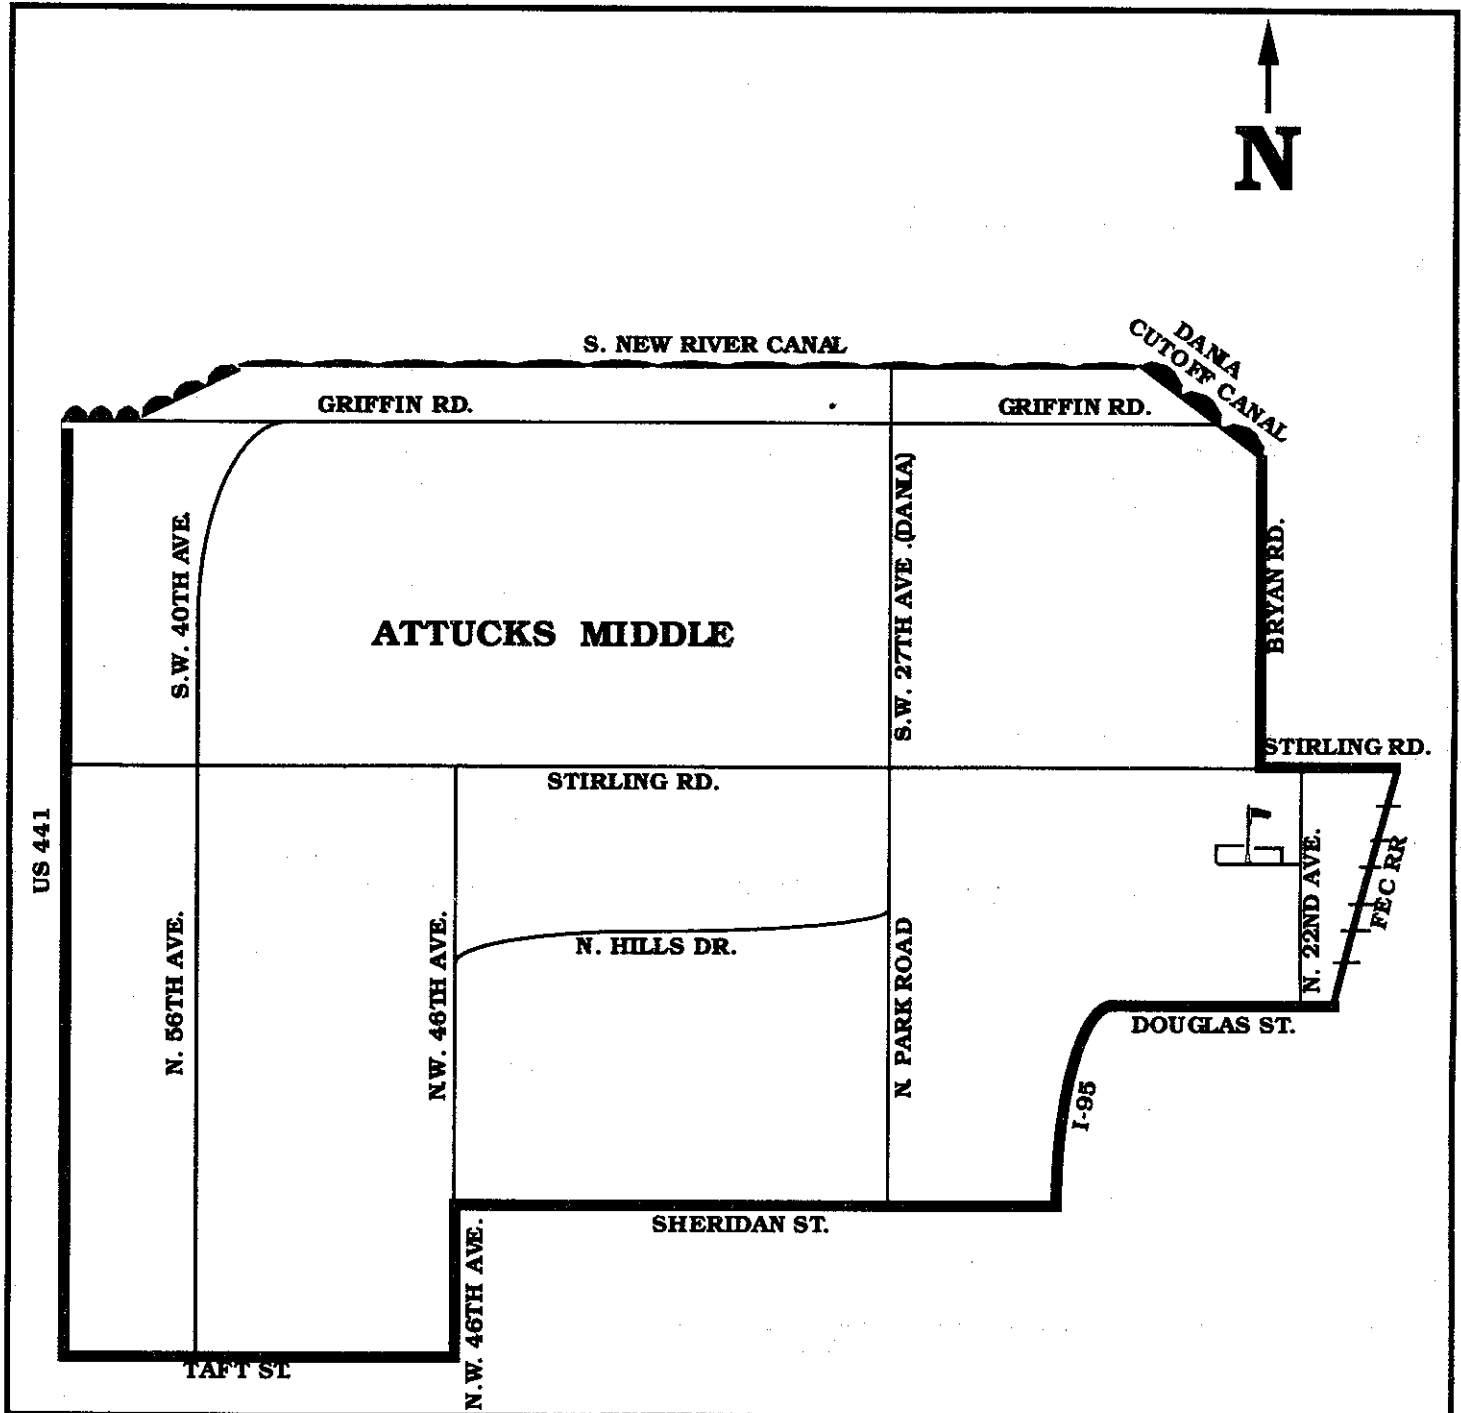 N
S. NEW RIVER CANAL
DANIA
CUTOFF CANAL
GRIFFIN RD.
GRIFFIN RD.
S.W. 40TH AVE.
S.W. 27TH AVE .(DANIA)
BRYAN RD.
ATTUCKS MIDDLE
STIRLING RD.
STIRLING RD.
US 441
N. 56TH AVE.
N.W. 46TH AVE.
N. HILLS DR.
N. PARK ROAD
N. 22ND AVE.
FEC RR
DOUGLAS ST.
I-95
SHERIDAN ST.
N.W. 46TH AVE.
TAFT ST.